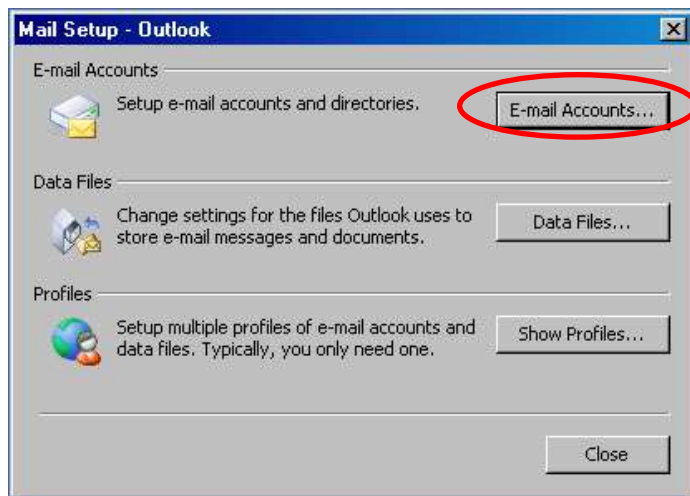 Mail Setup - Outlook
E-mail Accounts
Setup e-mail accounts and directories.
E-mail Accounts...
Data Files
Change settings for the files Outlook uses to
store e-mail messages and documents.
Data Files...
Profiles
Setup multiple profiles of e-mail accounts and
data files. Typically, you only need one.
Show Profiles...
Close